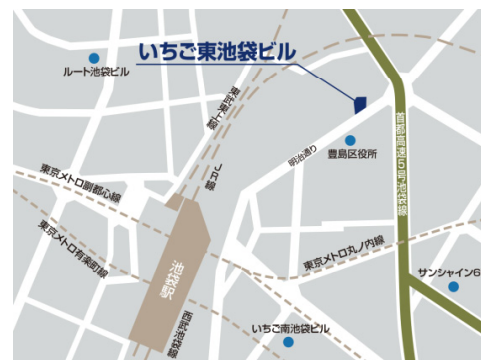 いちご東池袋ビル
ルート池袋ビル
東武東上線
JR線
明治通り
豊島区役所
首都高速5号池袋線
東京メトロ副都心線
東京メトロ有楽町線
池袋駅
東京メトロ丸ノ内線
サンシャイン6
西武池袋線
いちご南池袋ビル